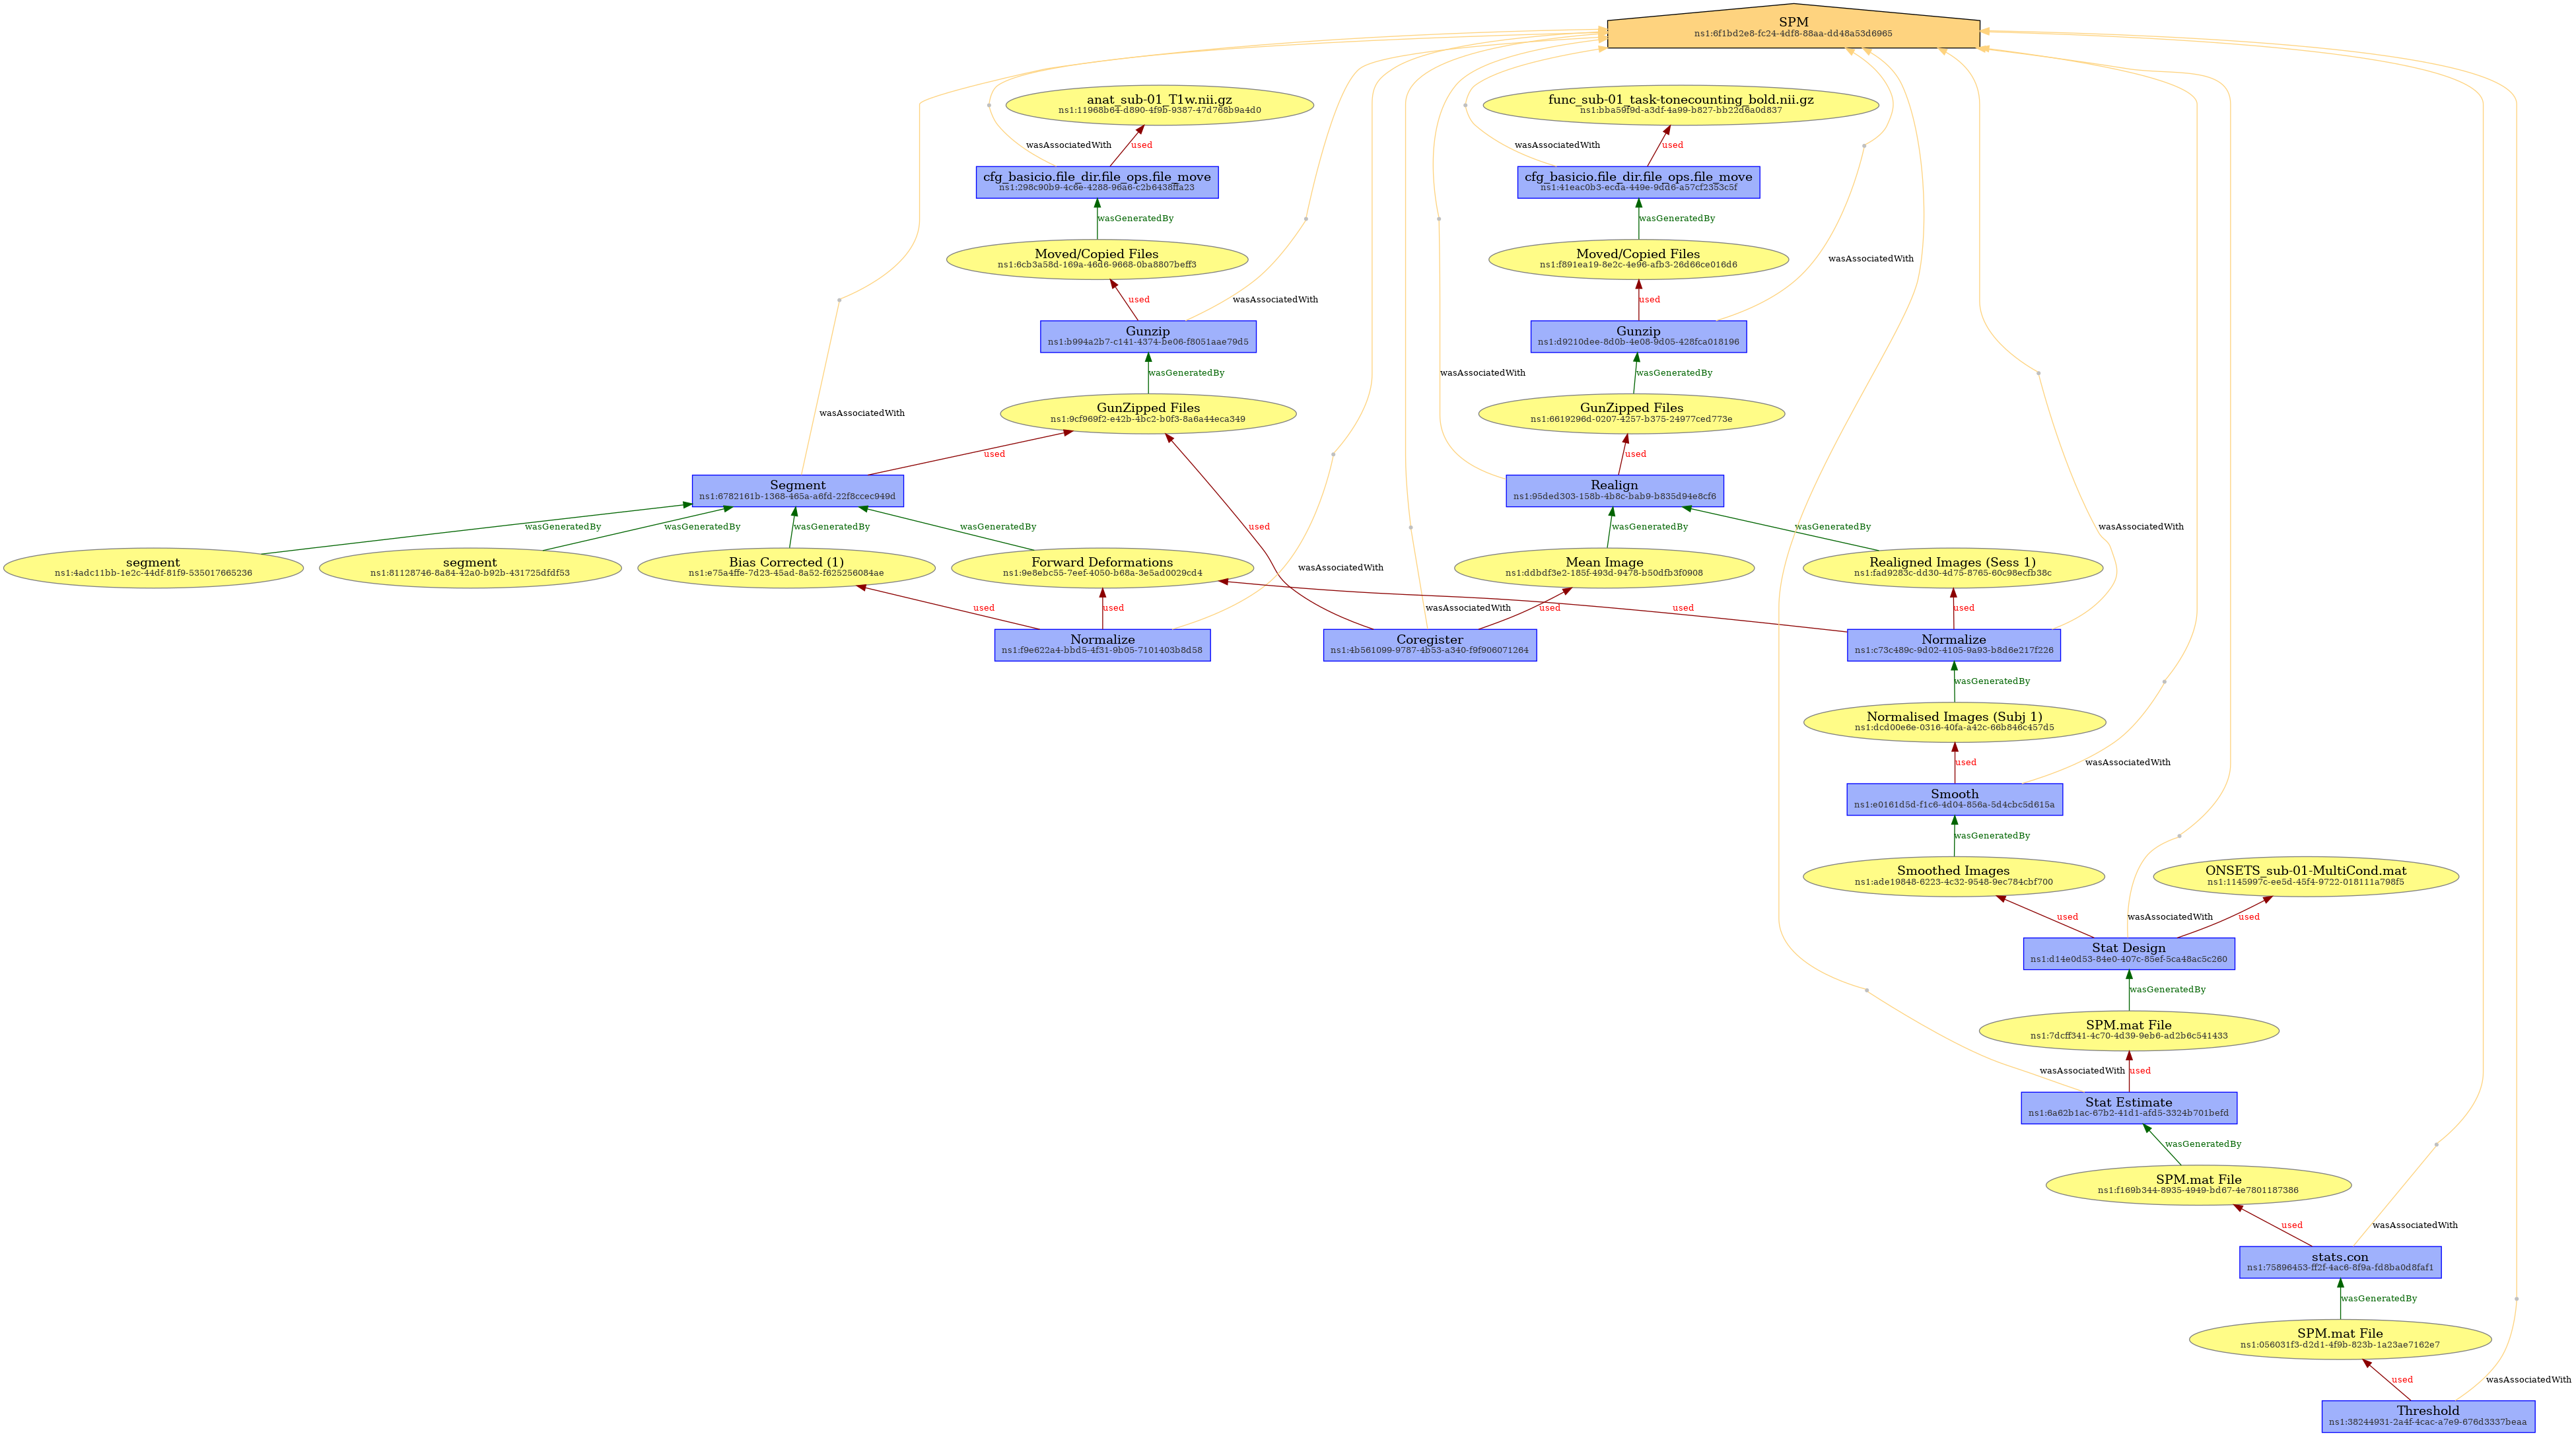 SPM
ns1:6f1bd2e8-fc24-4df8-88aa-dd48a53d6965
anat_sub-01_T1w.nii.gz
ns1:11968b64-d890-4f9b-9387-47d768b9a4d0
func_sub-01_task-tonecounting_bold.nii.gz
ns1:bba59f9d-a3df-4a99-b827-bb22d6a0d837
wasAssociatedWith
used
wasAssociatedWith
used
cfg_basicio.file_dir.file_ops.file_move
ns1:298c90b9-4c6e-4288-96a6-c2b6438ffa23
cfg_basicio.file_dir.file_ops.file_move
ns1:41eac0b3-ecda-449e-9dd6-a57cf2353c5f
wasGeneratedBy
wasGeneratedBy
Moved/Copied Files
ns1:6cb3a58d-169a-46d6-9668-0ba8807beff3
Moved/Copied Files
ns1:f891ea19-8e2c-4e96-afb3-26d66ce016d6
wasAssociatedWith
used
wasAssociatedWith
used
Gunzip
ns1:b994a2b7-c141-4374-be06-f8051aae79d5
Gunzip
ns1:d9210dee-8d0b-4e08-9d05-428fca018196
wasGeneratedBy
wasAssociatedWith
wasGeneratedBy
wasAssociatedWith
GunZipped Files
ns1:9cf969f2-e42b-4bc2-b0f3-8a6a44eca349
GunZipped Files
ns1:6619296d-0207-4257-b375-24977ced773e
used
used
Segment
ns1:6782161b-1368-465a-a6fd-22f8ccec949d
Realign
ns1:95ded303-158b-4b8c-bab9-b835d94e8cf6
wasGeneratedBy
wasGeneratedBy
wasGeneratedBy
wasGeneratedBy
used
wasGeneratedBy
wasGeneratedBy
wasAssociatedWith
segment
ns1:4adc11bb-1e2c-44df-81f9-535017665236
segment
ns1:81128746-8a84-42a0-b92b-431725dfdf53
Bias Corrected (1)
ns1:e75a4ffe-7d23-45ad-8a52-f625256084ae
Forward Deformations
ns1:9e8ebc55-7eef-4050-b68a-3e5ad0029cd4
wasAssociatedWith
Mean Image
ns1:ddbdf3e2-185f-493d-9478-b50dfb3f0908
Realigned Images (Sess 1)
ns1:fad9283c-dd30-4d75-8765-60c98ecfb38c
used
used
wasAssociatedWith
used
used
used
Normalize
ns1:f9e622a4-bbd5-4f31-9b05-7101403b8d58
Coregister
ns1:4b561099-9787-4b53-a340-f9f906071264
Normalize
ns1:c73c489c-9d02-4105-9a93-b8d6e217f226
wasGeneratedBy
Normalised Images (Subj 1)
ns1:dcd00e6e-0316-40fa-a42c-66b846c457d5
used
wasAssociatedWith
Smooth
ns1:e0161d5d-f1c6-4d04-856a-5d4cbc5d615a
wasGeneratedBy
Smoothed Images
ns1:ade19848-6223-4c32-9548-9ec784cbf700
ONSETS_sub-01-MultiCond.mat
ns1:1145997c-ee5d-45f4-9722-018111a798f5
used
wasAssociatedWith
used
Stat Design
ns1:d14e0d53-84e0-407c-85ef-5ca48ac5c260
wasGeneratedBy
SPM.mat File
ns1:7dcff341-4c70-4d39-9eb6-ad2b6c541433
wasAssociatedWith
used
Stat Estimate
ns1:6a62b1ac-67b2-41d1-afd5-3324b701befd
wasGeneratedBy
SPM.mat File
ns1:f169b344-8935-4949-bd67-4e7801187386
used
wasAssociatedWith
stats.con
ns1:75896453-ff2f-4ac6-8f9a-fd8ba0d8faf1
wasGeneratedBy
SPM.mat File
ns1:056031f3-d2d1-4f9b-823b-1a23ae7162e7
used
wasAssociatedWith
Threshold
ns1:38244931-2a4f-4cac-a7e9-676d3337beaa